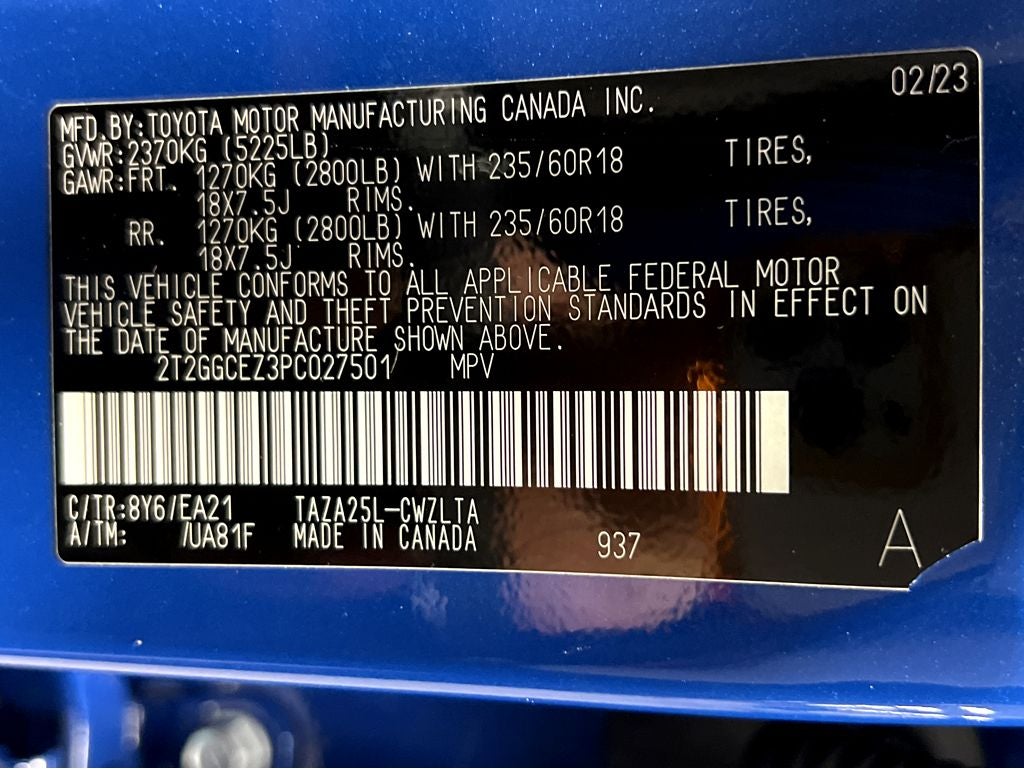 02/23
MFD.BY:TOYOTA MOTOR MANUFACTURING CANADA INC.
GVWR:2370KG (5225LB)
GAWR:FRT. 1270KG (2800LB) WITH 235/60R18 TIRES,
18X7.5J RIMS.
RR. 1270KG (2800LB) WITH 235/60R18 TIRES,
18X7.5J RIMS.
THIS VEHICLE CONFORMS TO ALL APPLICABLE FEDERAL MOTOR
VEHICLE SAFETY AND THEFT PREVENTION STANDARDS IN EFFECT ON
THE DATE OF MANUFACTURE SHOWN ABOVE.
2T2GGCEZ3PC027501/ MPV
C/TR:8Y6/EA21 TAZA25L-CWZLTA
A/TM: /UA81F MADE IN CANADA 937
A